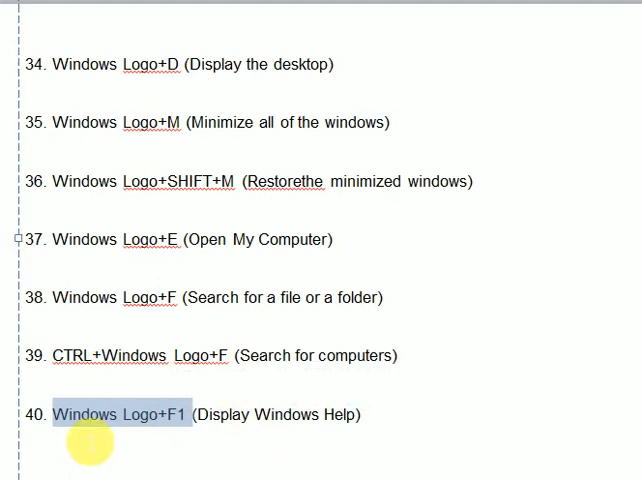 34. Windows Logo+D (Display the desktop)
35. Windows Logo+M (Minimize all of the windows)
36. Windows Logo+SHIFT+M (Restorethe minimized windows)
37. Windows Logo+E (Open My Computer)
38. Windows Logo+F (Search for a file or a folder)
39. CTRL+Windows Logo+F (Search for computers)
40. Windows Logo+F1 (Display Windows Help)